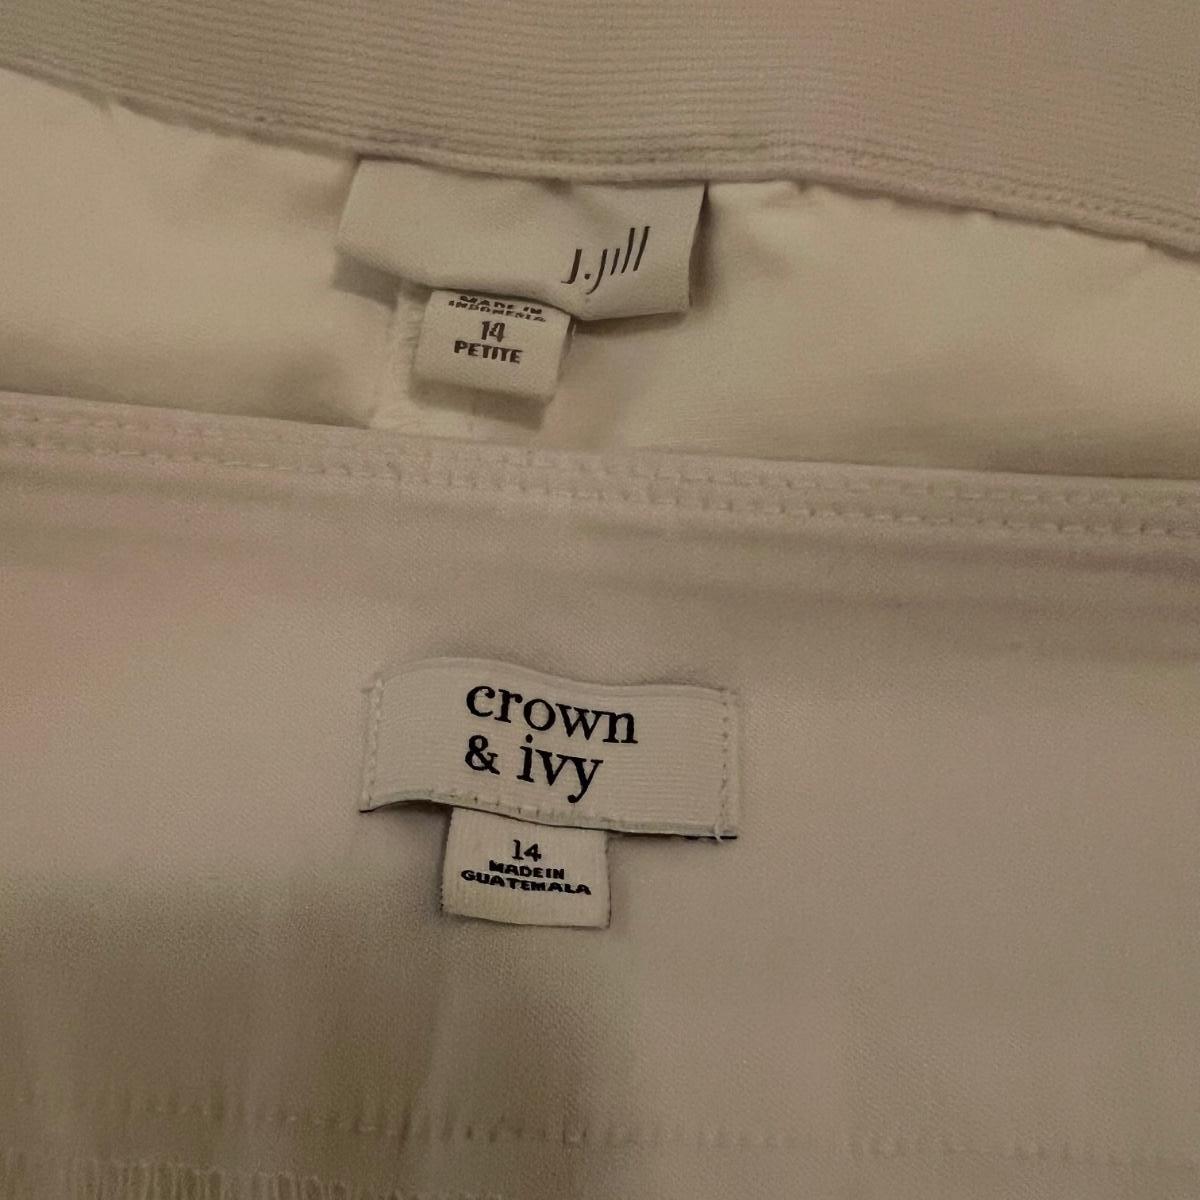 J.Jill
MADE IN
INDONESIA
14
PETITE
crown
& ivy
14
MADE IN
GUATEMALA